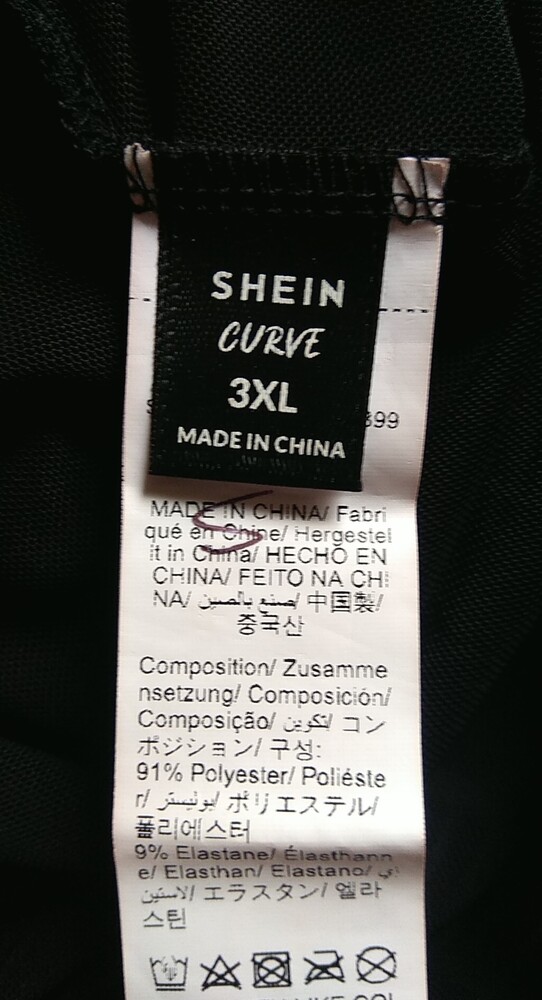 SHEIN
CURVE
3XL
MADE IN CHINA
399
MADE IN CHINA/ Fabri
qué en Chine/ Hergestel
lt in China/ HECHO EN
CHINA/ FEITO NA CHI
NA/ صنع بالصين/ 中国製/
중국산
Composition/ Zusamme
nsetzung/ Composición/
Composição/ تكوين/ コン
ポジション/ 구성:
91% Polyester/ Poliéste
r/ بوليستر/ ポリエステル/
폴리에스터
9% Elastane/ Élasthann
e/ Elasthan/ Elastano/
لاستين/ エラスタン/ 엘라
스틴